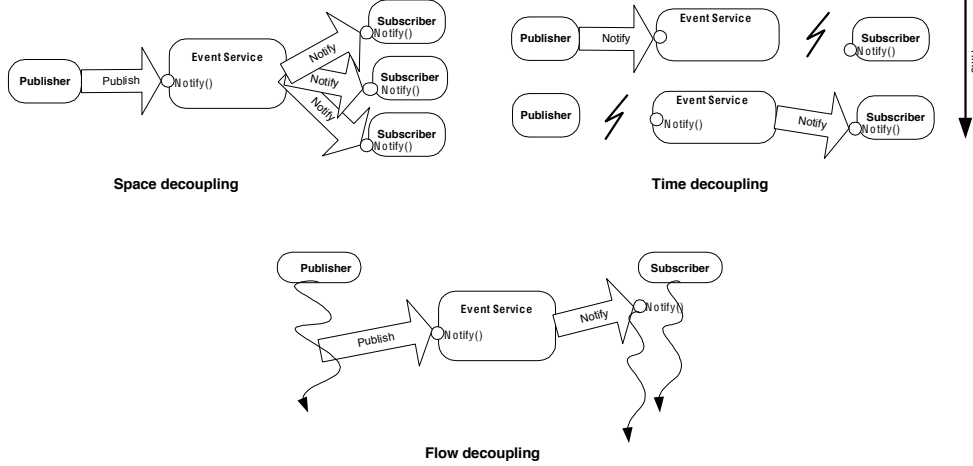 Publisher
Publish
Event Service
Notify()
Notify
Notify
Notify
Subscriber
Notify()
Subscriber
Notify()
Subscriber
Notify()
Space decoupling
Publisher
Notify
Event Service
Subscriber
Notify()
Publisher
Event Service
Notify()
Notify
Subscriber
Notify()
Time decoupling
Publisher
Publish
Event Service
Notify()
Notify
Subscriber
Notify()
Flow decoupling